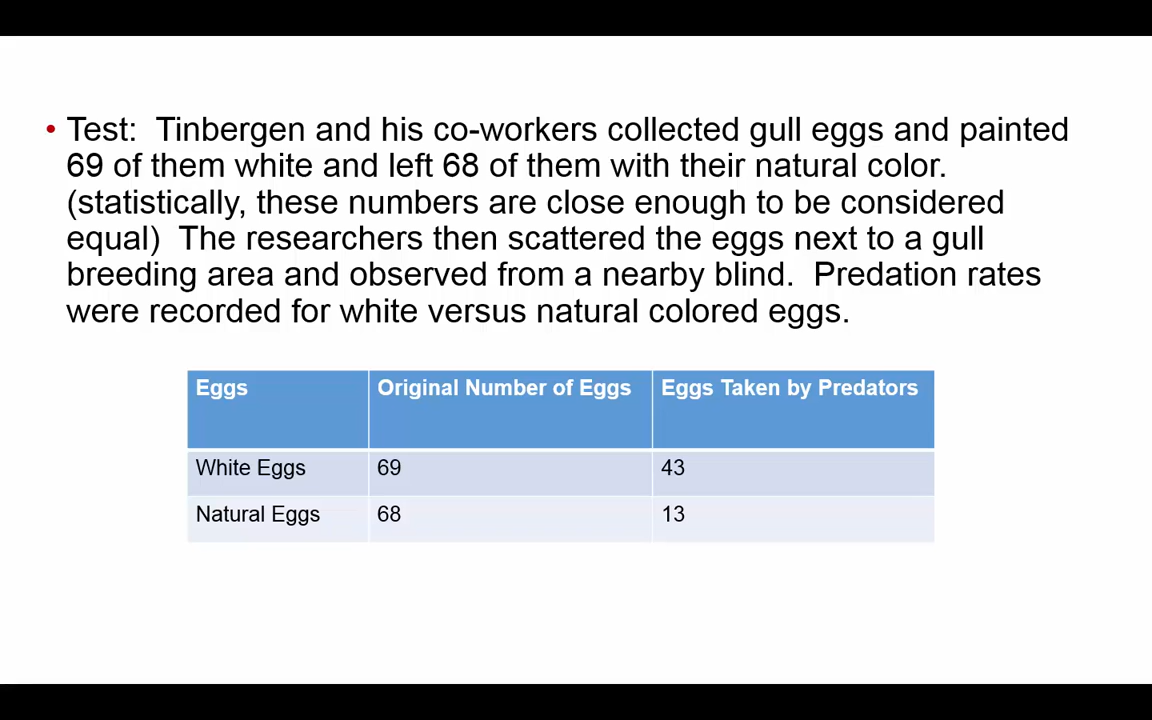 • Test:  Tinbergen and his co-workers collected gull eggs and painted
69 of them white and left 68 of them with their natural color.
(statistically, these numbers are close enough to be considered
equal)  The researchers then scattered the eggs next to a gull
breeding area and observed from a nearby blind.  Predation rates
were recorded for white versus natural colored eggs.
Eggs Original Number of Eggs Eggs Taken by Predators
White Eggs 69 43
Natural Eggs 68 13